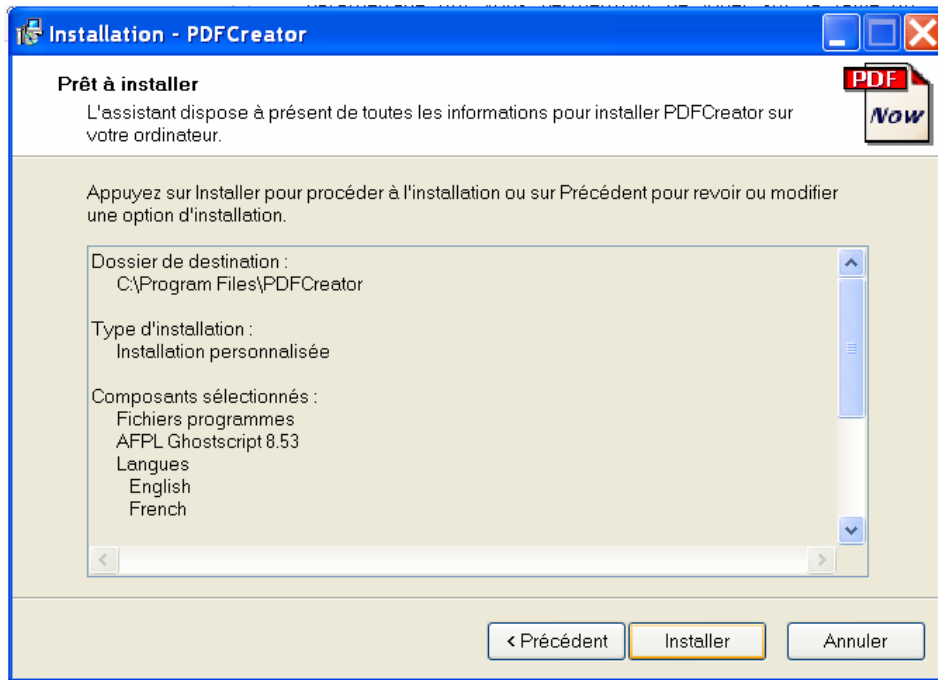 Installation - PDFCreator
Prêt à installer
L'assistant dispose à présent de toutes les informations pour installer PDFCreator sur
votre ordinateur.
PDF
Now
Appuyez sur Installer pour procéder à l'installation ou sur Précédent pour revoir ou modifier
une option d'installation.
Dossier de destination :
C:\Program Files\PDFCreator
Type d'installation :
Installation personnalisée
Composants sélectionnés :
Fichiers programmes
AFPL Ghostscript 8.53
Langues
English
French
< Précédent
Installer
Annuler